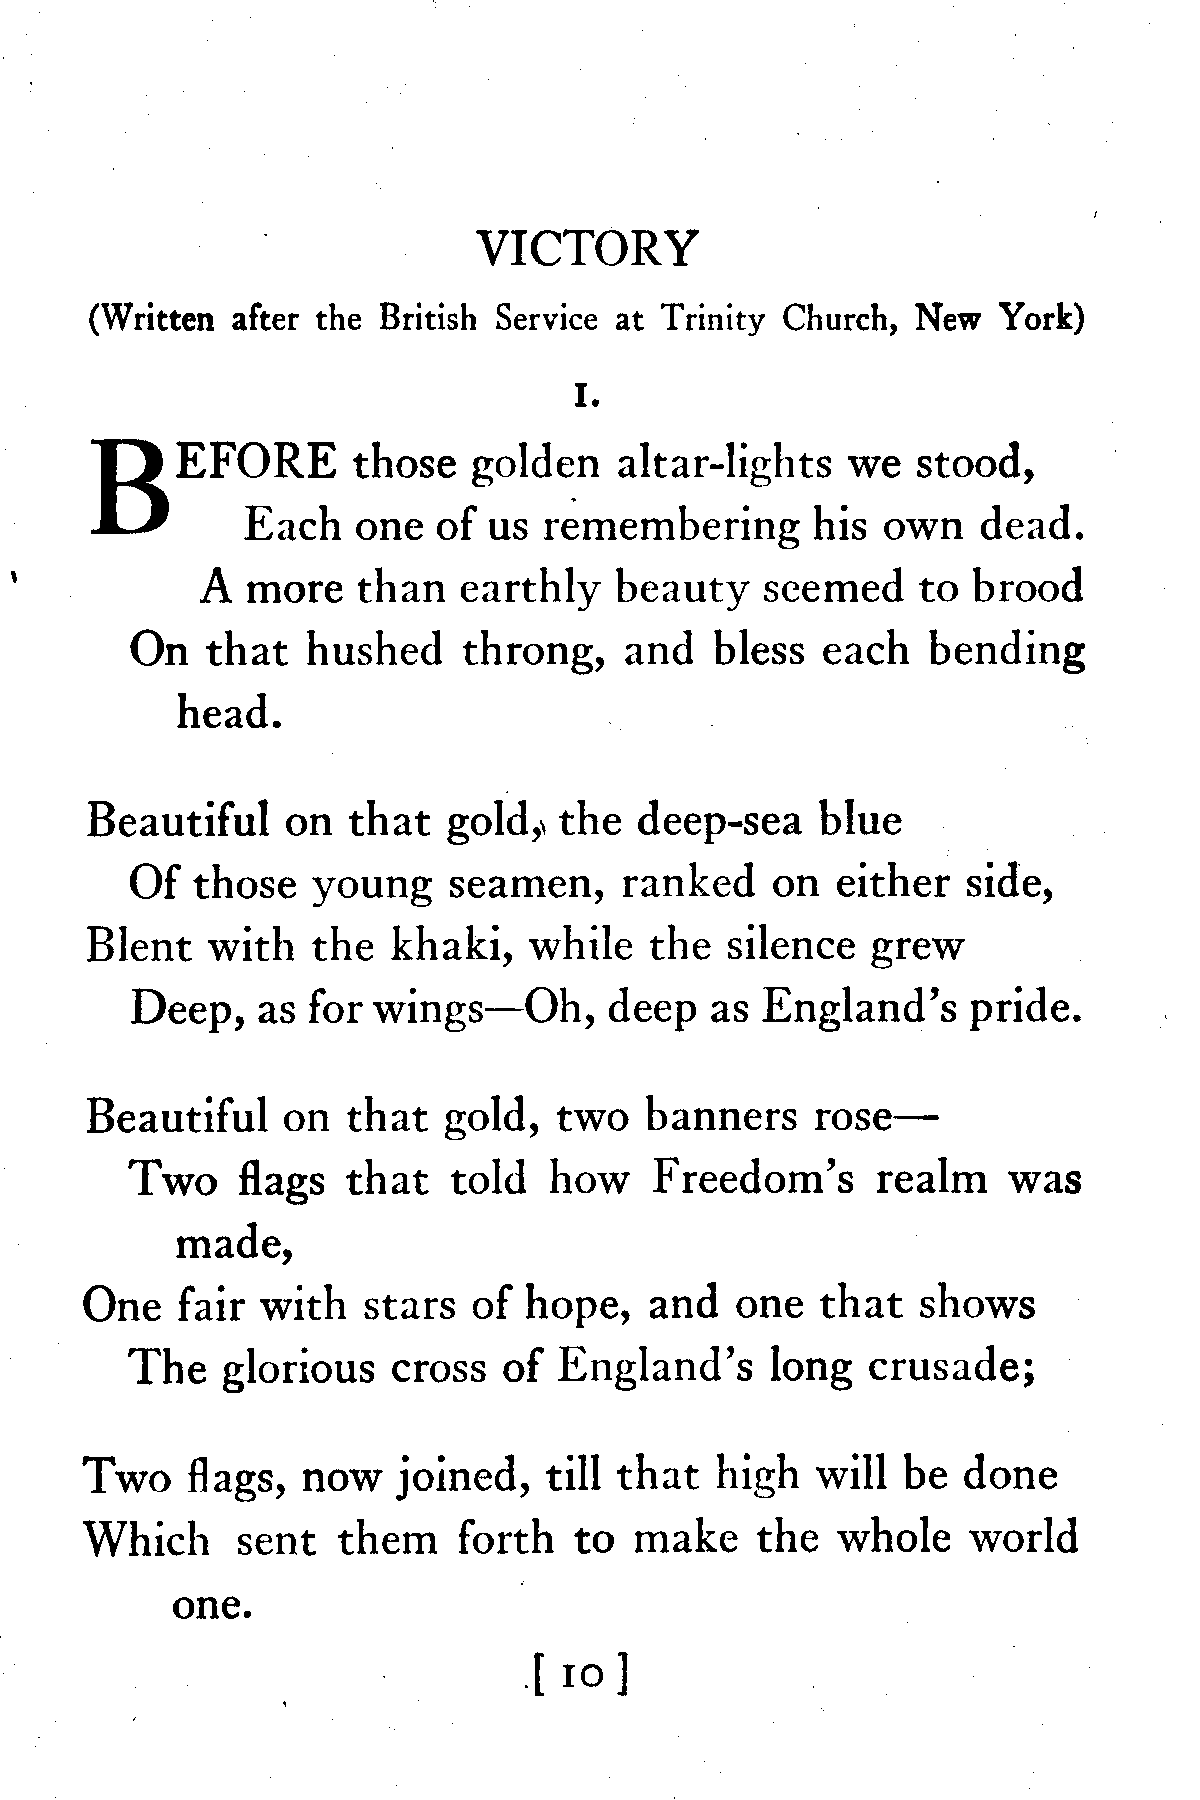 VICTORY
(Written after the British Service at Trinity Church, New York)
I.
BEFORE those golden altar-lights we stood,
Each one of us remembering his own dead.
A more than earthly beauty seemed to brood
On that hushed throng, and bless each bending
head.
Beautiful on that gold, the deep-sea blue
Of those young seamen, ranked on either side,
Blent with the khaki, while the silence grew
Deep, as for wings—Oh, deep as England's pride.
Beautiful on that gold, two banners rose—
Two flags that told how Freedom's realm was
made,
One fair with stars of hope, and one that shows
The glorious cross of England's long crusade;
Two flags, now joined, till that high will be done
Which sent them forth to make the whole world
one.
[ 10 ]